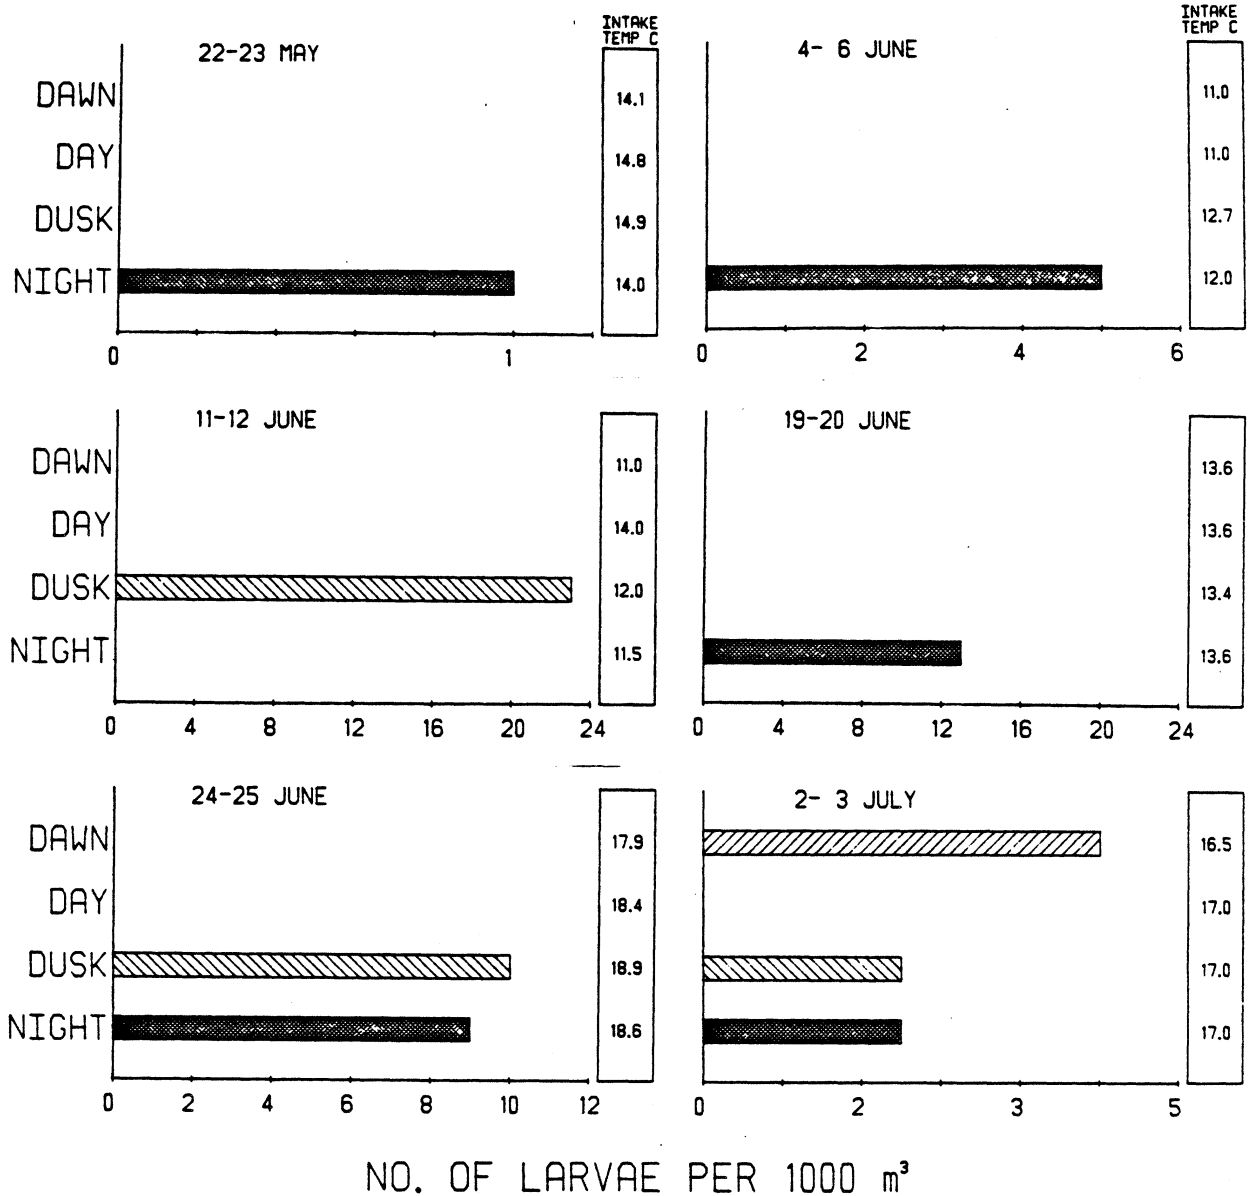 INTAKE
TEMP C
INTAKE
TEMP C
22-23 MAY
4- 6 JUNE
DAWN 14.1 11.0
DAY 14.8 11.0
DUSK 14.9 12.7
NIGHT 14.0 12.0
0 1 0 2 4 6
11-12 JUNE
19-20 JUNE
DAWN 11.0 13.6
DAY 14.0 13.6
DUSK 12.0 13.4
NIGHT 11.5 13.6
0 4 8 12 16 20 24 0 4 8 12 16 20 24
24-25 JUNE
2- 3 JULY
DAWN 17.9 16.5
DAY 18.4 17.0
DUSK 18.9 17.0
NIGHT 18.6 17.0
0 2 4 6 8 10 12 0 2 3 5
NO. OF LARVAE PER 1000 m³